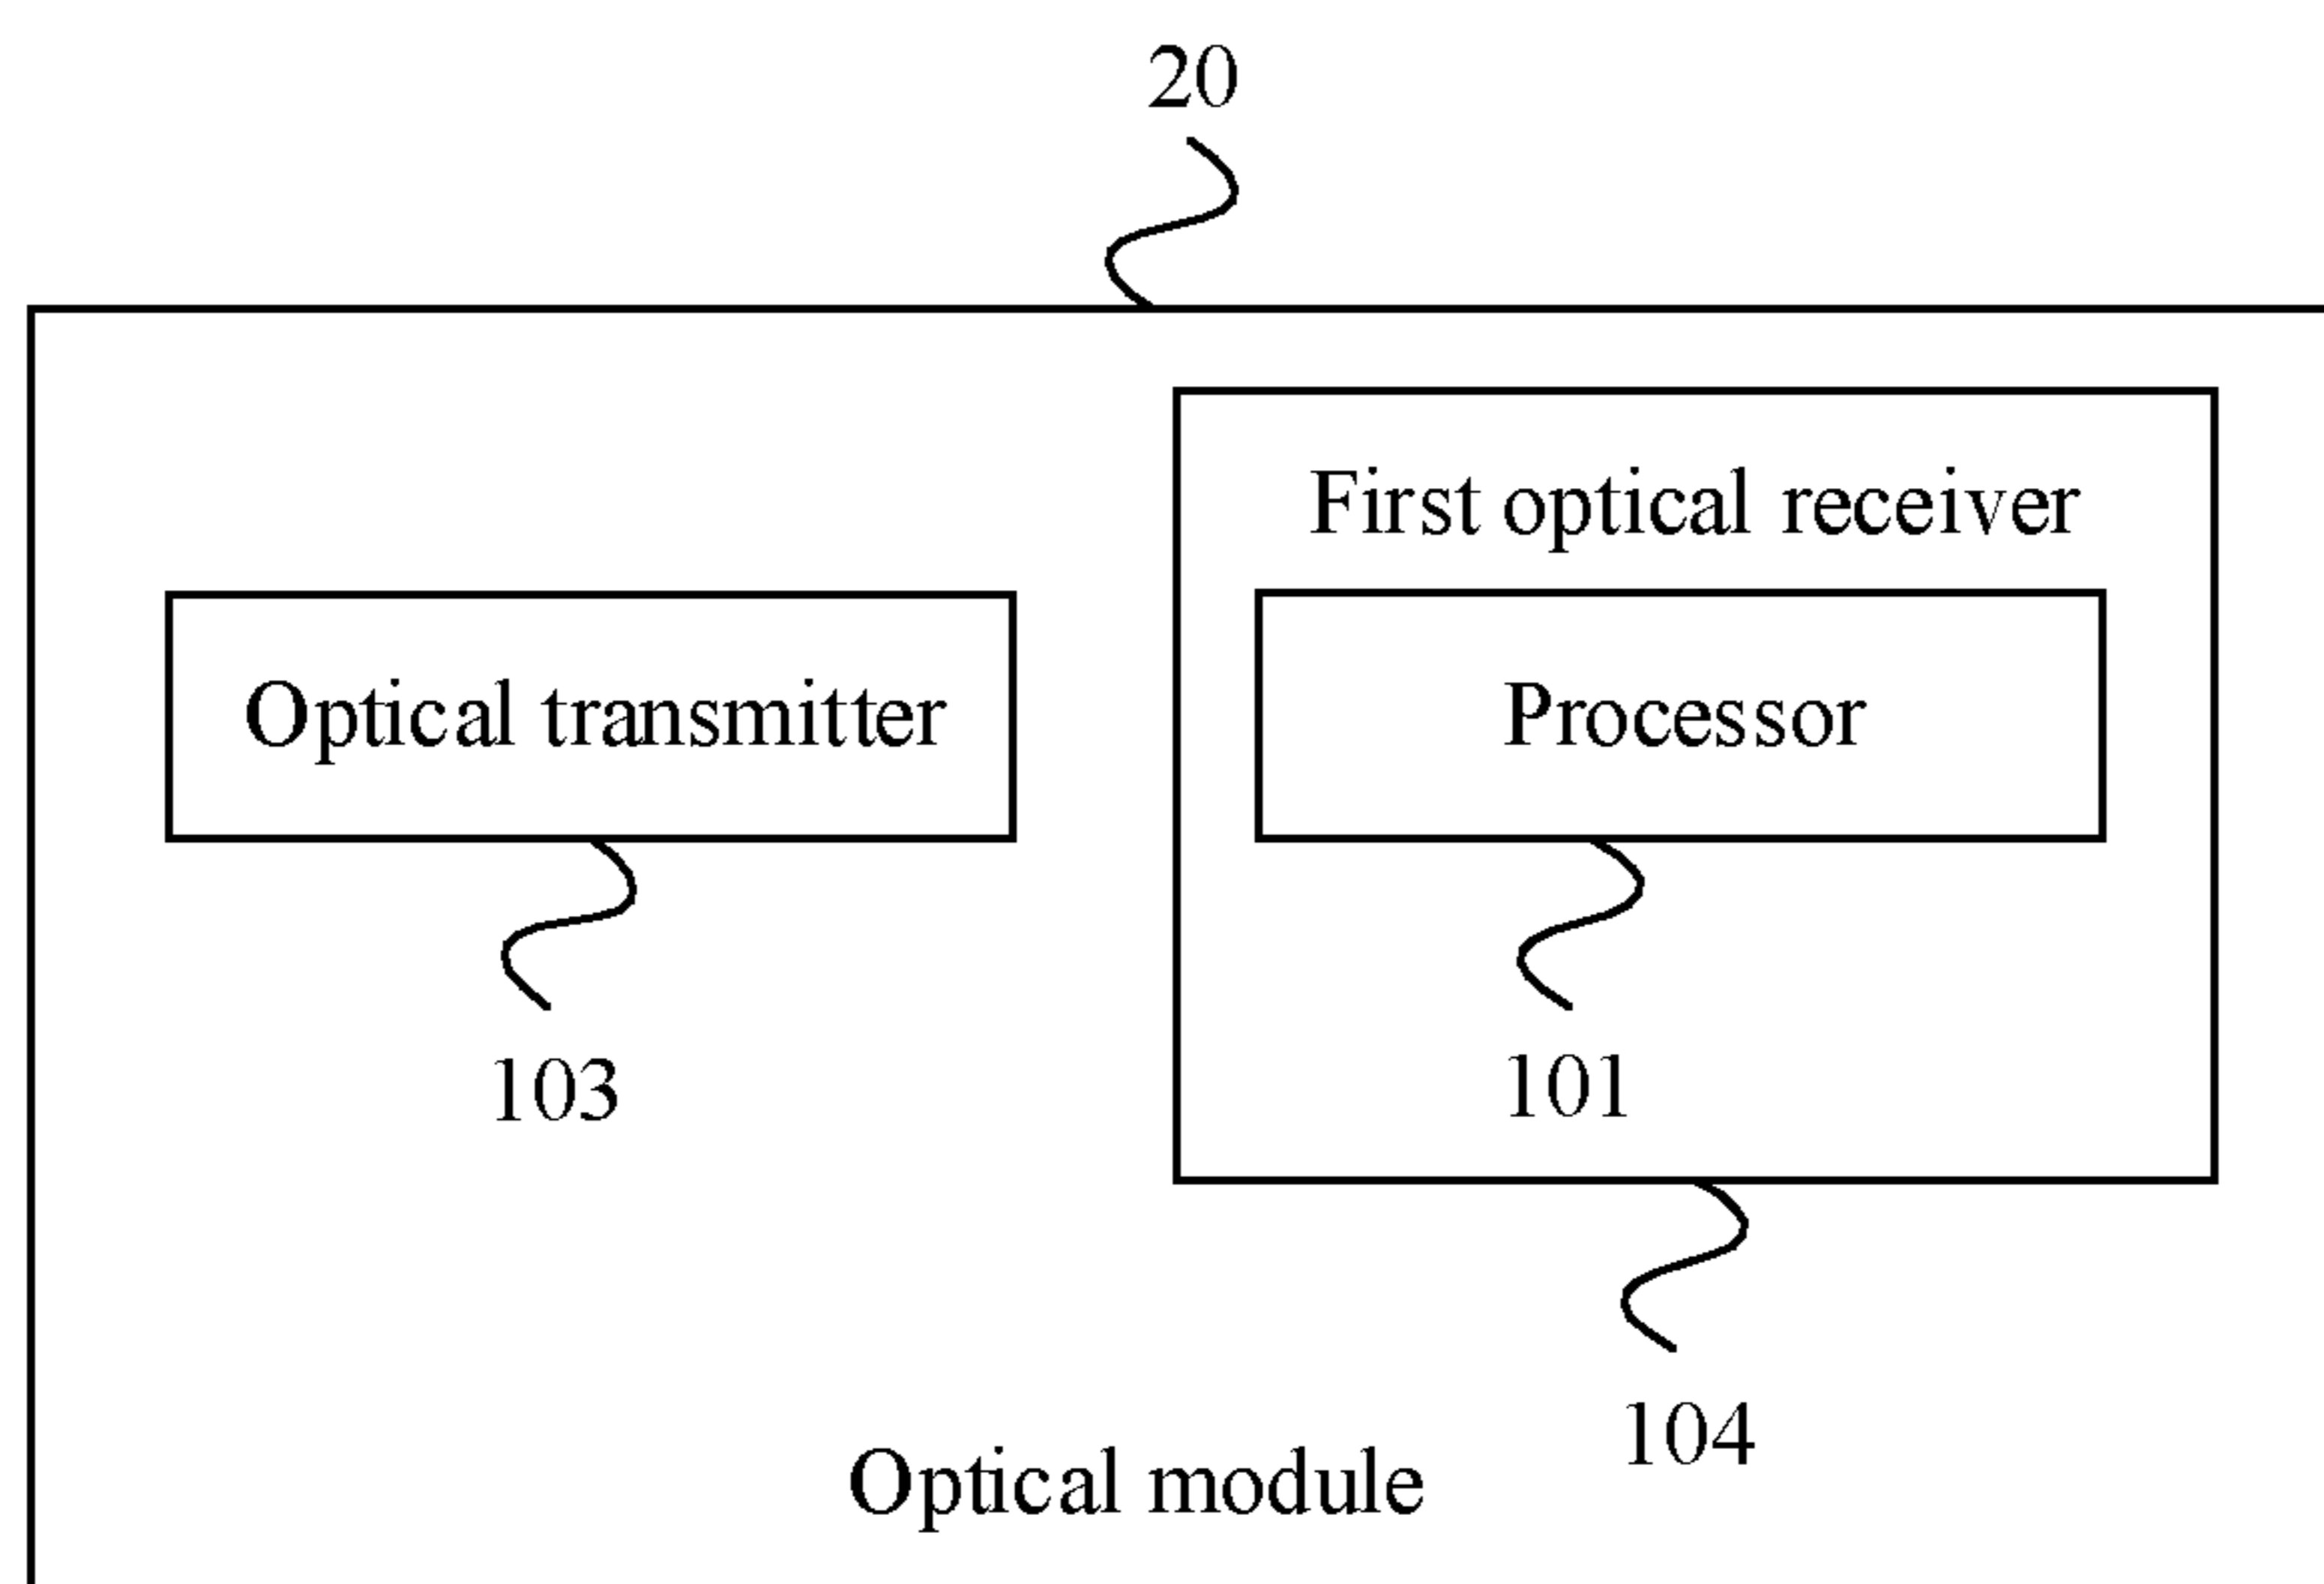 20
First optical receiver
Optical transmitter
Processor
103
101
104
Optical module